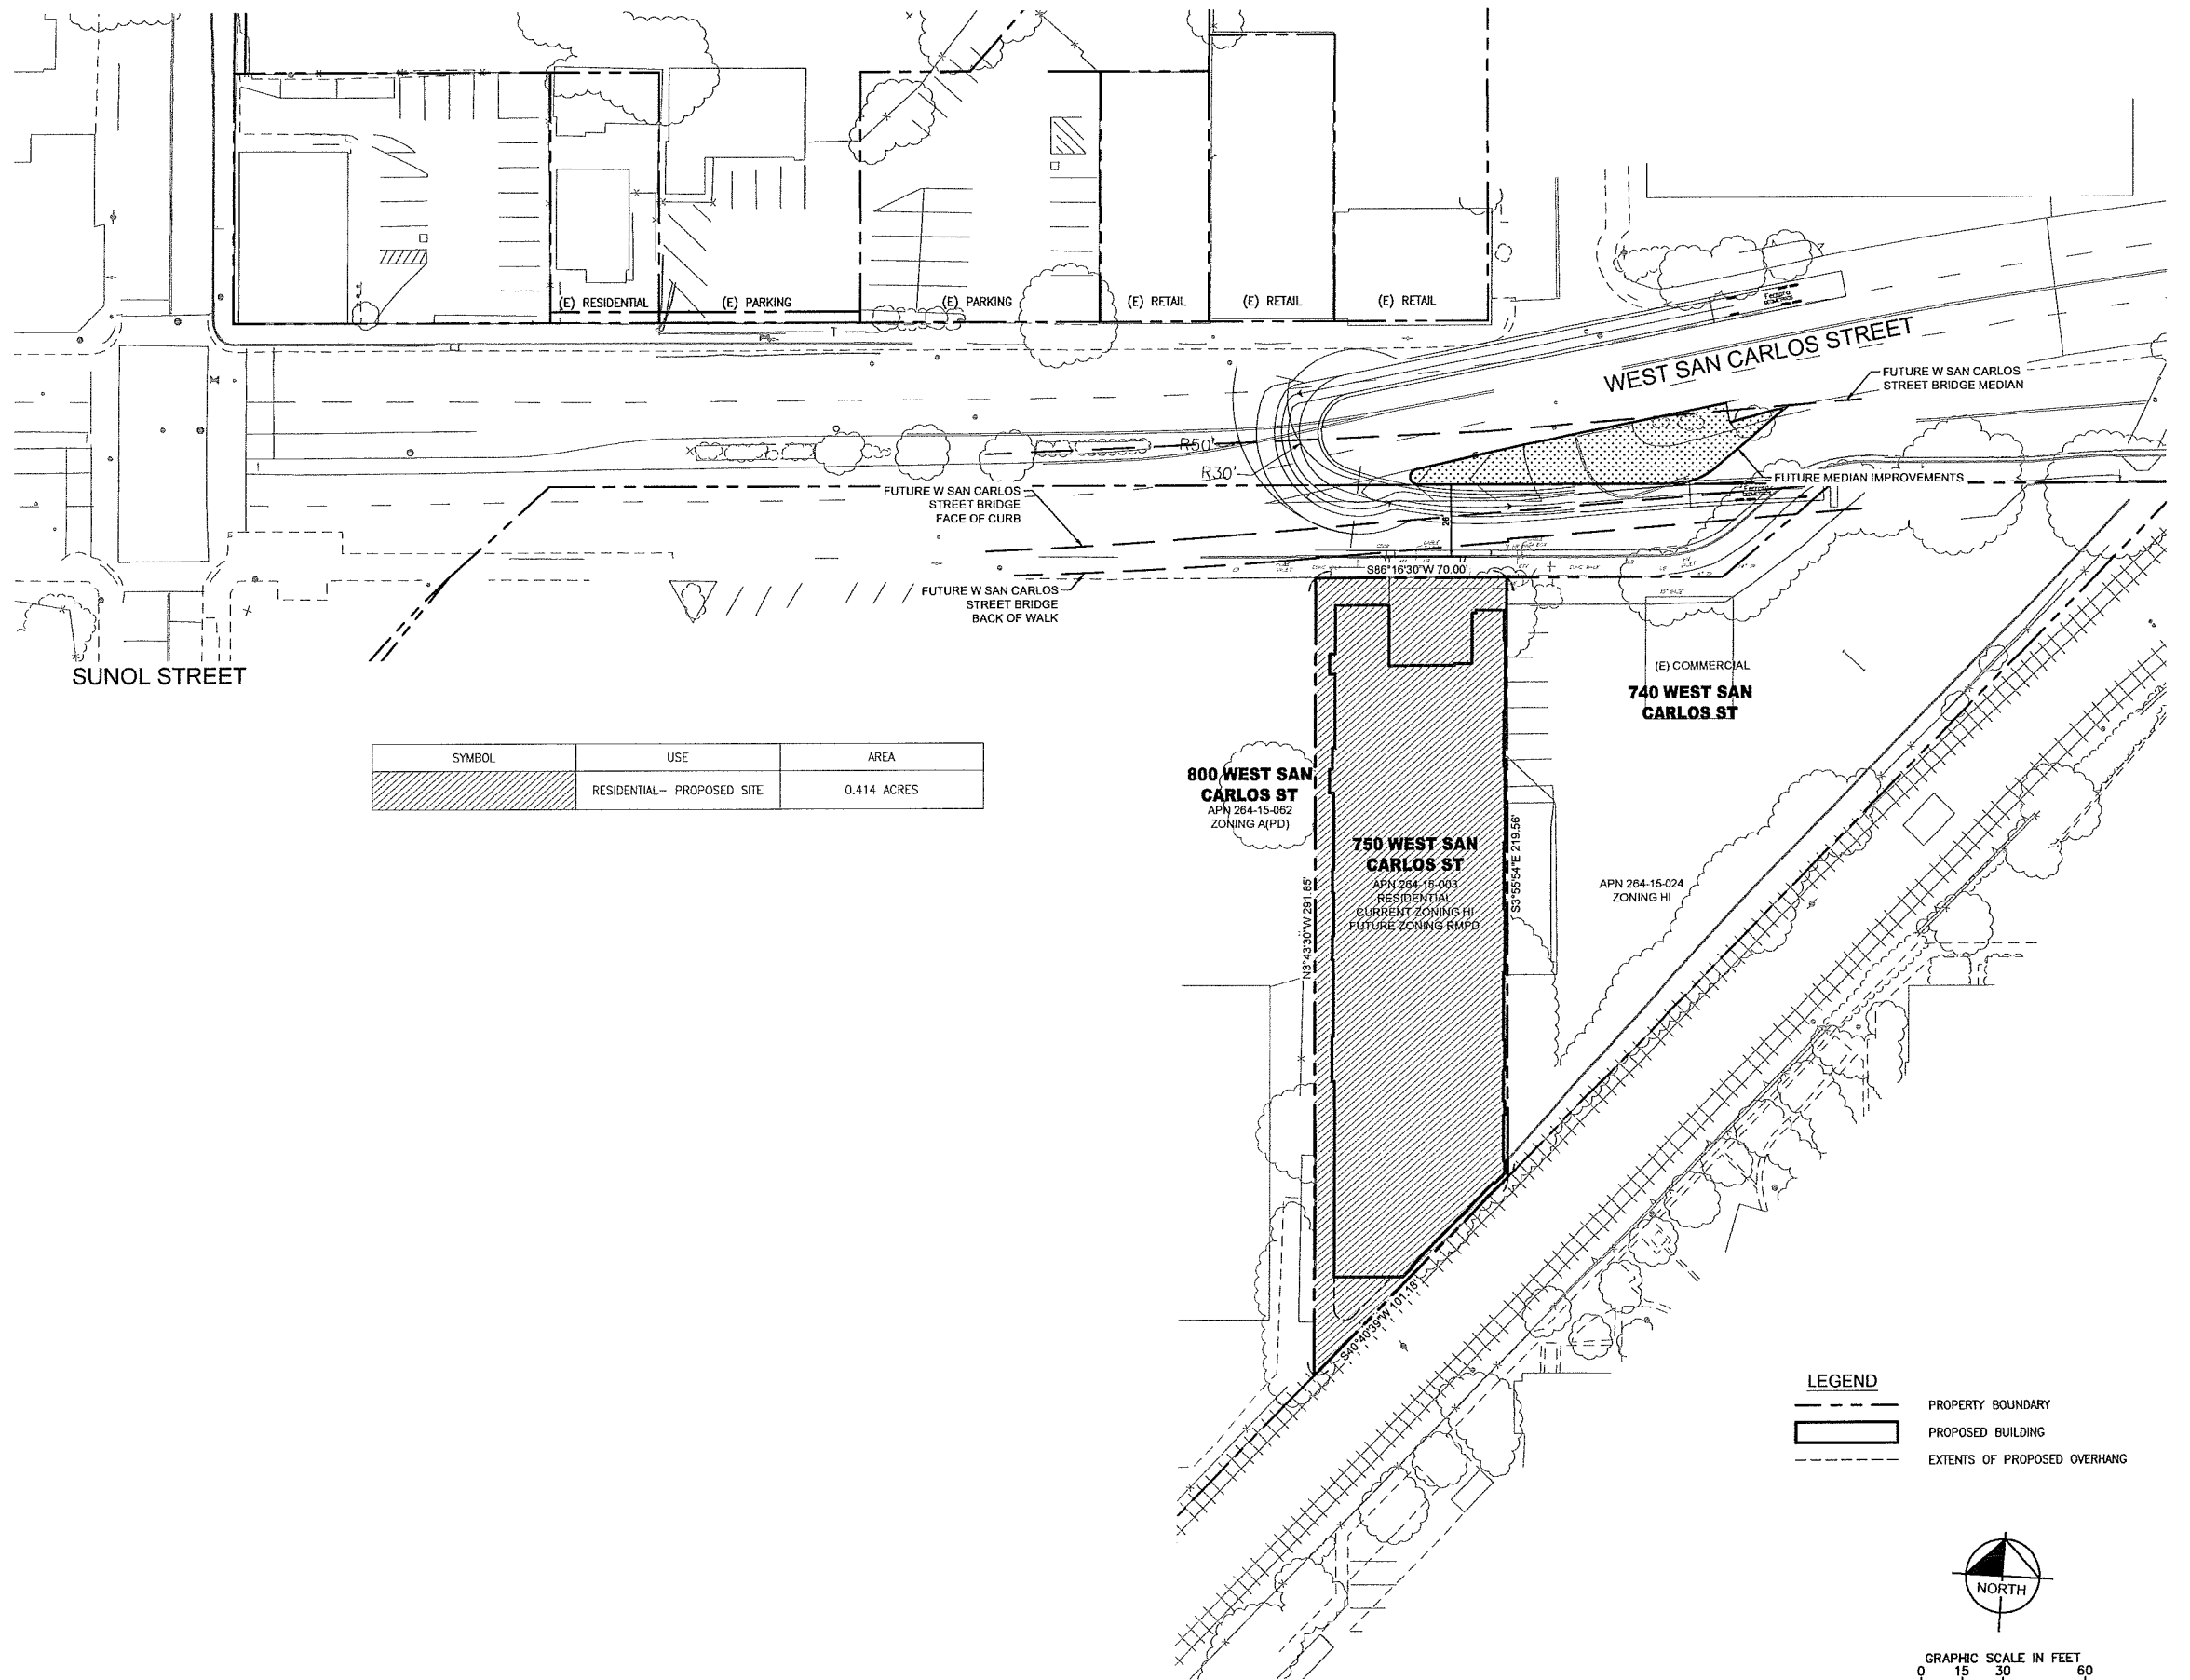 (E) RESIDENTIAL
(E) PARKING
(E) PARKING
(E) RETAIL
(E) RETAIL
(E) RETAIL
T
WEST SAN CARLOS STREET
FUTURE W SAN CARLOS
STREET BRIDGE MEDIAN
R50'
R30'
FUTURE MEDIAN IMPROVEMENTS
FUTURE W SAN CARLOS
STREET BRIDGE
FACE OF CURB
26'
S86°16'30"W 70.00'
FUTURE W SAN CARLOS
STREET BRIDGE
BACK OF WALK
SUNOL STREET
(E) COMMERCIAL
740 WEST SAN
CARLOS ST
SYMBOL USE AREA
RESIDENTIAL- PROPOSED SITE 0.414 ACRES
800 WEST SAN
CARLOS ST
APN 264-15-062
ZONING A(PD)
750 WEST SAN
CARLOS ST
APN 264-15-003
RESIDENTIAL
CURRENT ZONING HI
FUTURE ZONING RMPD
N3°43'30"W 291.85'
S3°55'54"E 219.56'
APN 264-15-024
ZONING HI
S40°40'39"W 101.18'
LEGEND
PROPERTY BOUNDARY
PROPOSED BUILDING
EXTENTS OF PROPOSED OVERHANG
NORTH
GRAPHIC SCALE IN FEET
0 15 30 60